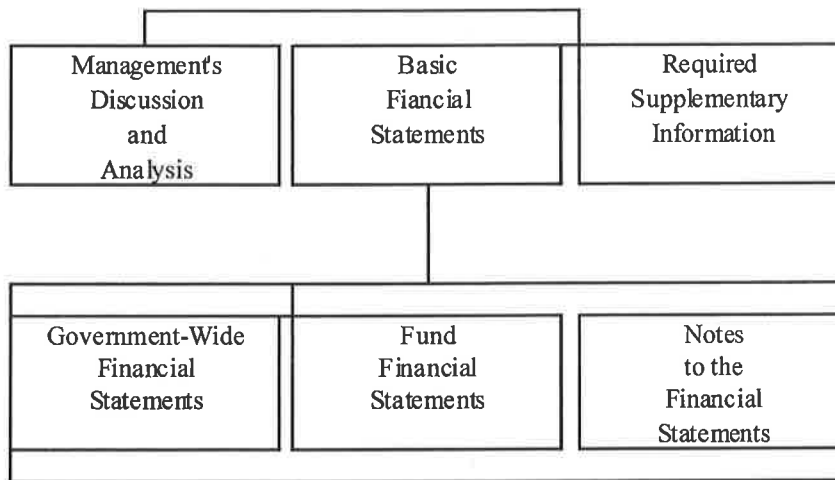 Management's
Discussion
and
Analysis
Basic
Fiancial
Statements
Required
Supplementary
Information
Government-Wide
Financial
Statements
Fund
Financial
Statements
Notes
to the
Financial
Statements